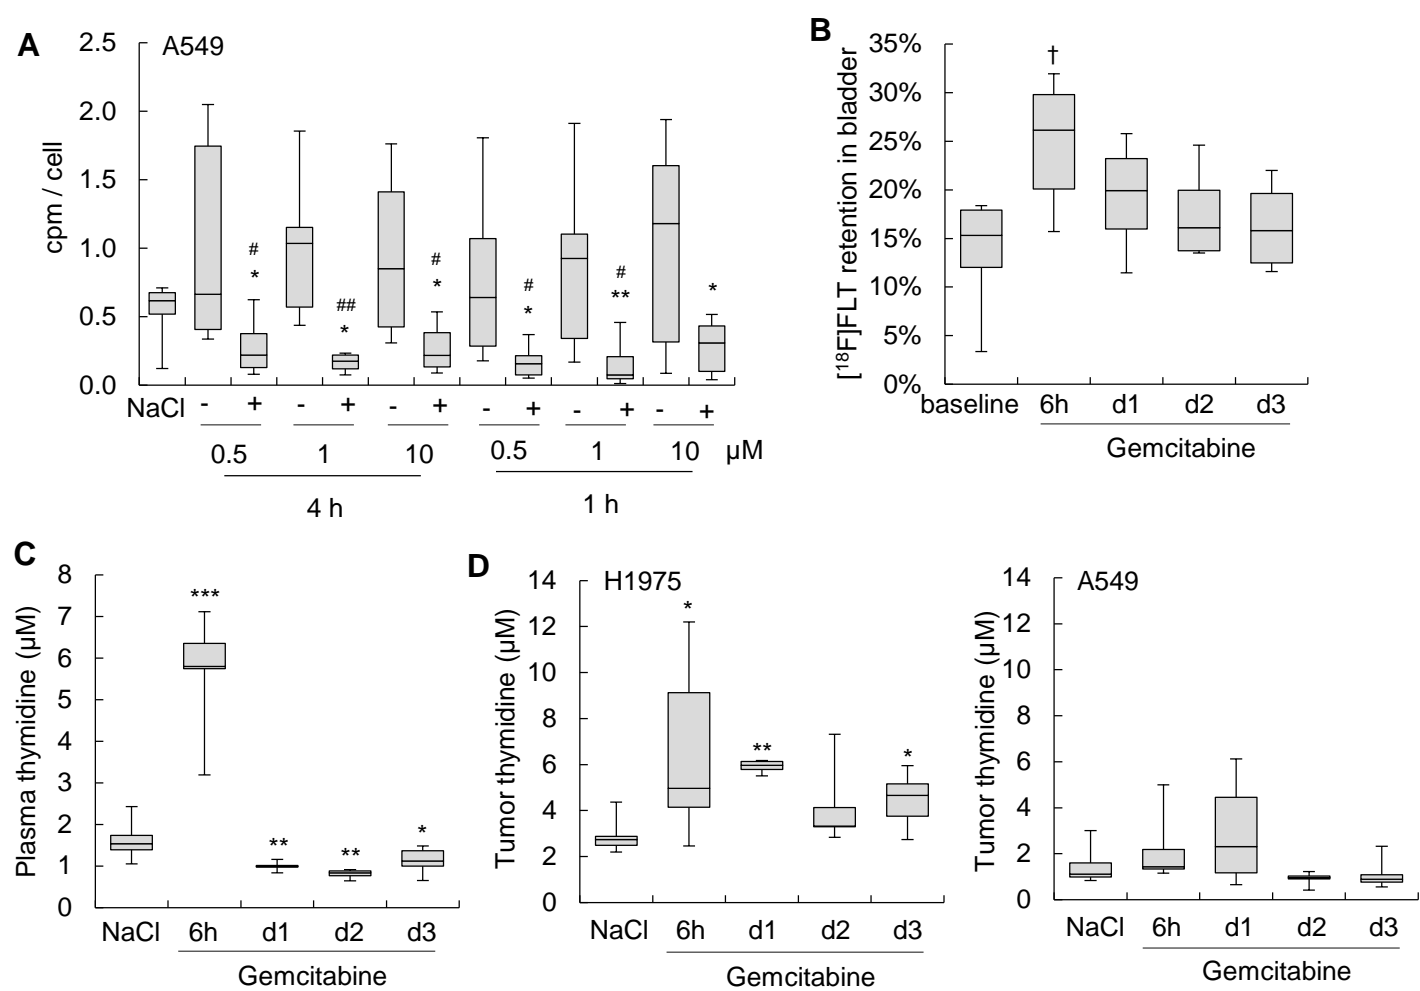 A
A549
cpm / cell
2.5
2.0
1.5
1.0
0.5
0.0
# # # # #
* ## * * ** *
*
NaCl - + - + - + - + - + - +
0.5 1 10 0.5 1 10 µM
4 h 1 h
B
[¹⁸F]FLT retention in bladder
35%
30%
25%
20%
15%
10%
5%
0%
†
baseline 6h d1 d2 d3
Gemcitabine
C
Plasma thymidine (µM)
8
7
6
5
4
3
2
1
0
***
** ** *
NaCl 6h d1 d2 d3
Gemcitabine
D
H1975
Tumor thymidine (µM)
14
12
10
8
6
4
2
0
*
** *
NaCl 6h d1 d2 d3
Gemcitabine
A549
Tumor thymidine (µM)
14
12
10
8
6
4
2
0
NaCl 6h d1 d2 d3
Gemcitabine